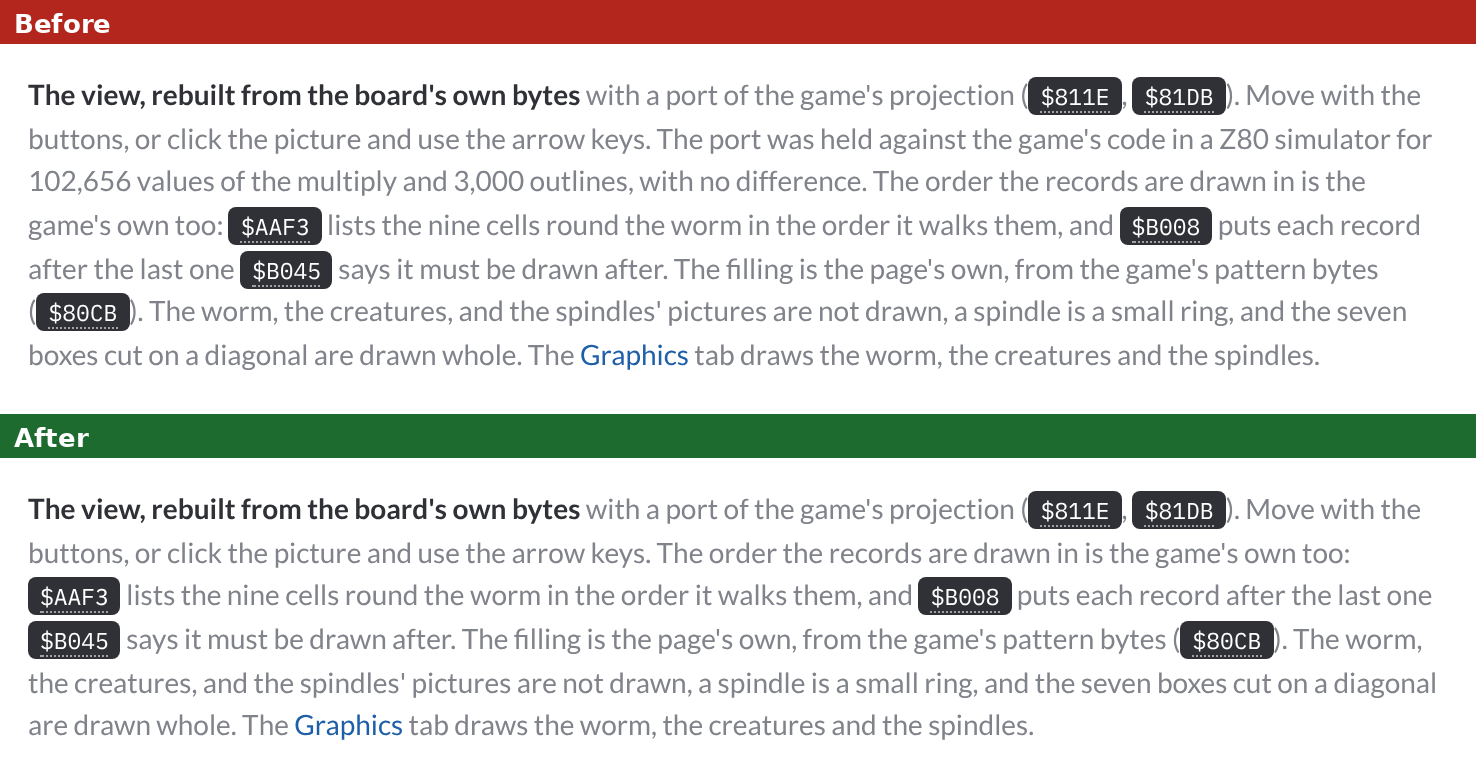 Before
The view, rebuilt from the board's own bytes with a port of the game's projection ($811E, $81DB). Move with the
buttons, or click the picture and use the arrow keys. The port was held against the game's code in a Z80 simulator for
102,656 values of the multiply and 3,000 outlines, with no difference. The order the records are drawn in is the
game's own too: $AAF3 lists the nine cells round the worm in the order it walks them, and $B008 puts each record
after the last one $B045 says it must be drawn after. The filling is the page's own, from the game's pattern bytes
($80CB). The worm, the creatures, and the spindles' pictures are not drawn, a spindle is a small ring, and the seven
boxes cut on a diagonal are drawn whole. The Graphics tab draws the worm, the creatures and the spindles.
After
The view, rebuilt from the board's own bytes with a port of the game's projection ($811E, $81DB). Move with the
buttons, or click the picture and use the arrow keys. The order the records are drawn in is the game's own too:
$AAF3 lists the nine cells round the worm in the order it walks them, and $B008 puts each record after the last one
$B045 says it must be drawn after. The filling is the page's own, from the game's pattern bytes ($80CB). The worm,
the creatures, and the spindles' pictures are not drawn, a spindle is a small ring, and the seven boxes cut on a diagonal
are drawn whole. The Graphics tab draws the worm, the creatures and the spindles.